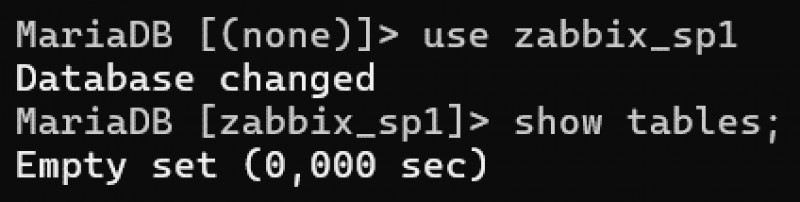 MariaDB [(none)]> use zabbix_sp1
Database changed
MariaDB [zabbix_sp1]> show tables;
Empty set (0,000 sec)